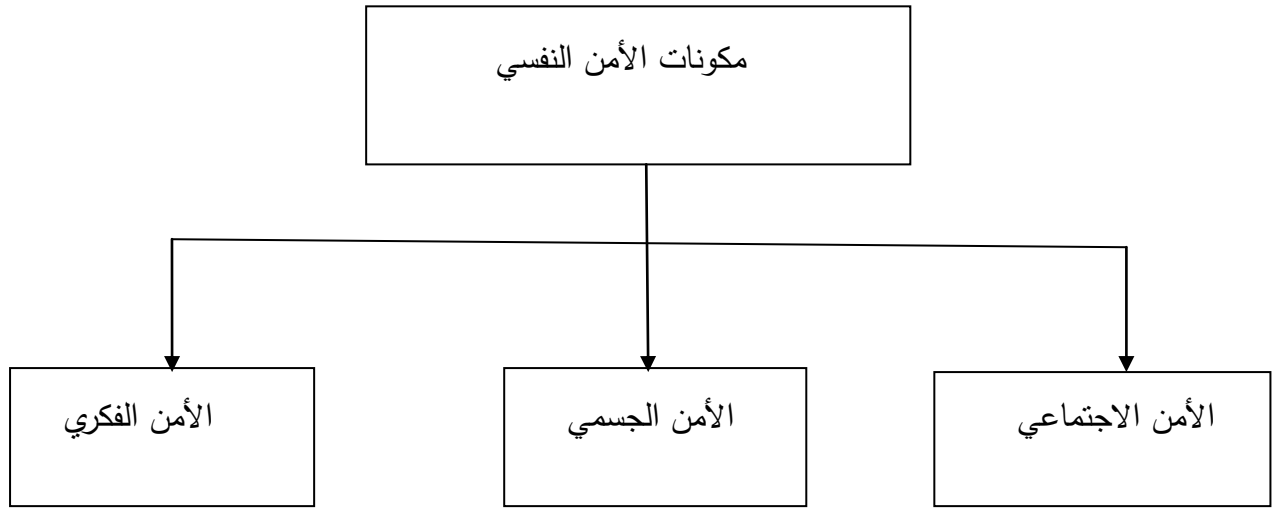 مكونات الأمن النفسي
الأمن الاجتماعي
الأمن الجسمي
الأمن الفكري